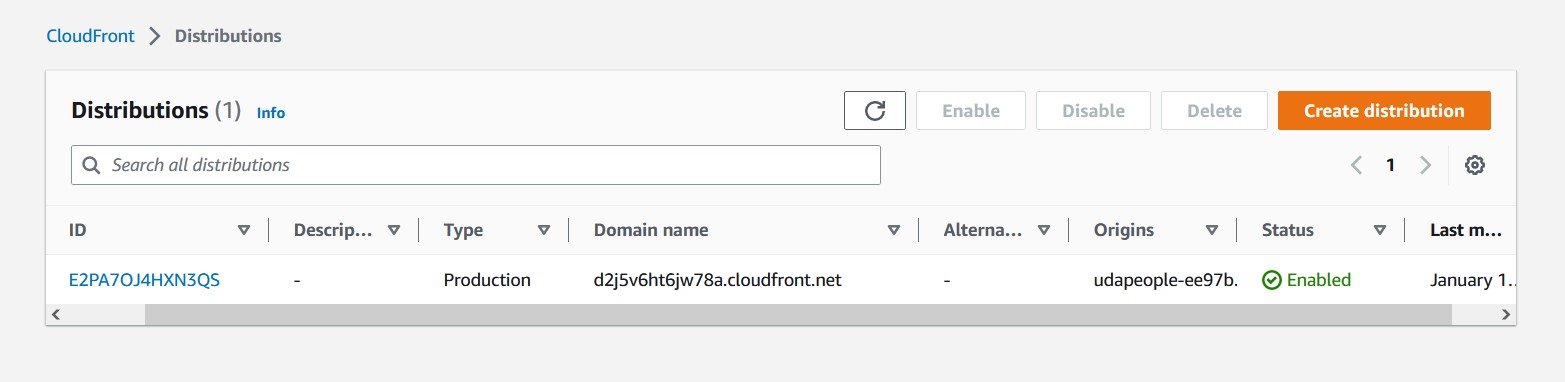 CloudFront > Distributions
Distributions (1) Info Enable Disable Delete Create distribution
Search all distributions 1
ID Descrip... Type Domain name Alterna... Origins Status Last m...
E2PA7OJ4HXN3QS - Production d2j5v6ht6jw78a.cloudfront.net - udapeople-ee97b. Enabled January 1..